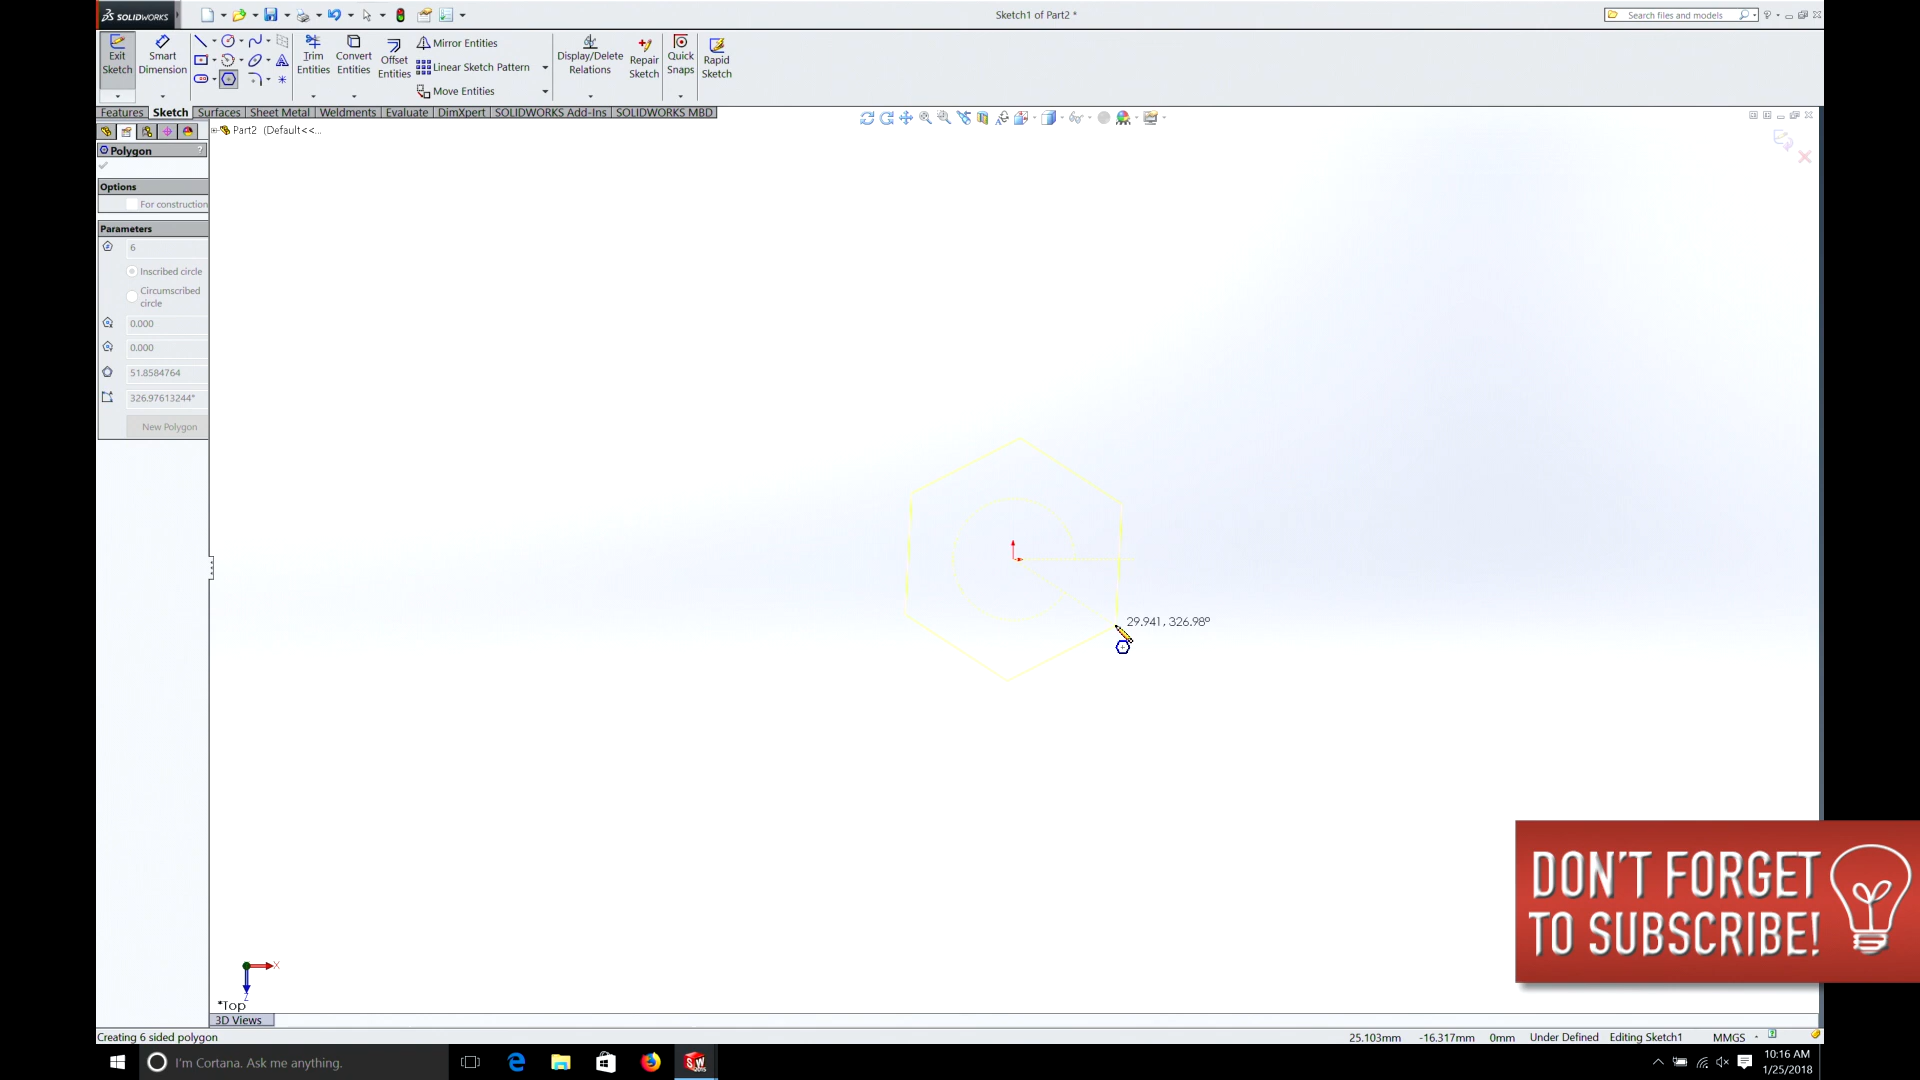 SOLIDWORKS
Sketch1 of Part2 *
Search files and models
Exit Sketch
Smart Dimension
Trim Entities
Convert Entities
Offset Entities
Mirror Entities
Linear Sketch Pattern
Move Entities
Display/Delete Relations
Repair Sketch
Quick Snaps
Rapid Sketch
Features Sketch Surfaces Sheet Metal Weldments Evaluate DimXpert SOLIDWORKS Add-Ins SOLIDWORKS MBD
Part2 (Default<<...
Polygon
?
Options
For construction
Parameters
6
Inscribed circle
Circumscribed
circle
0.000
0.000
51.8584764
326.97613244°
New Polygon
29.941, 326.98°
DON'T FORGET
TO SUBSCRIBE!
X
Z
*Top
3D Views
Creating 6 sided polygon
25.103mm -16.317mm 0mm Under Defined Editing Sketch1 MMGS
I'm Cortana. Ask me anything.
10:16 AM
1/25/2018